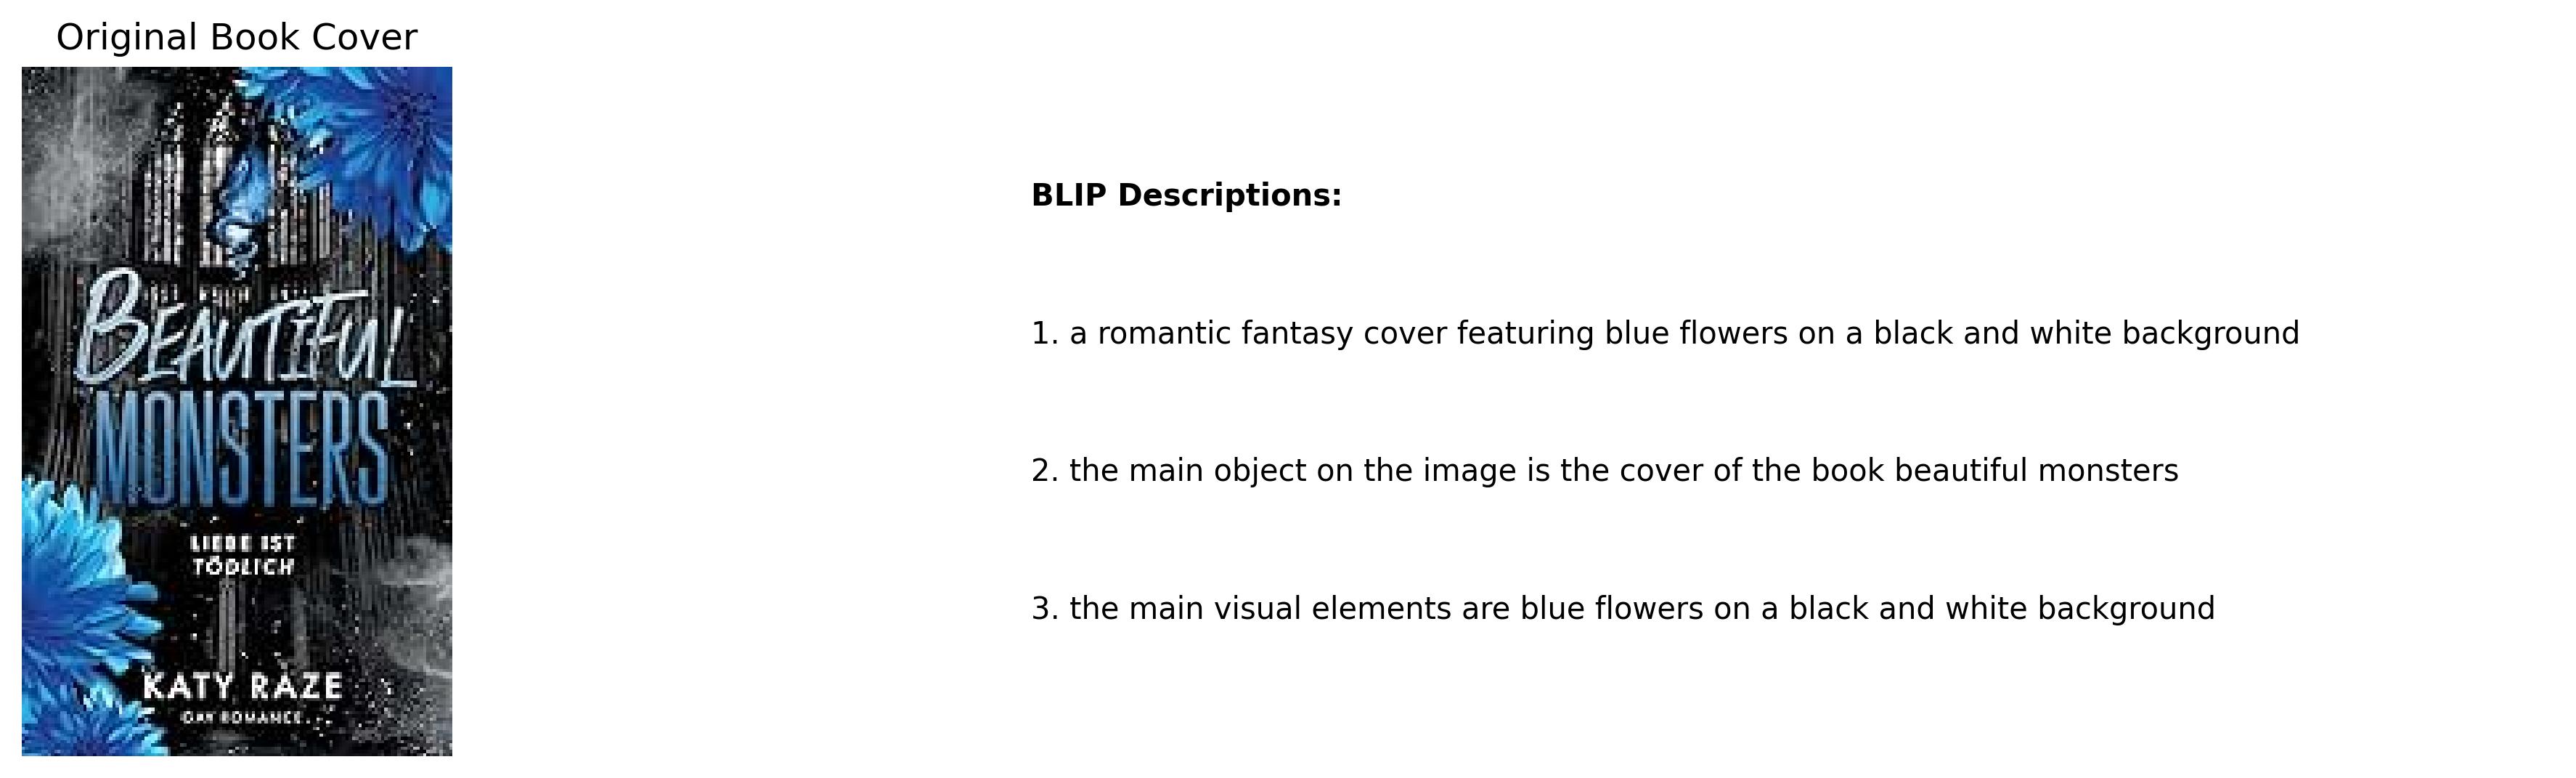 Original Book Cover
BEAUTIFUL
MONSTERS
LIEBE IST
TÖDLICH
KATY RAZE
GAY ROMANCE
BLIP Descriptions:
1. a romantic fantasy cover featuring blue flowers on a black and white background
2. the main object on the image is the cover of the book beautiful monsters
3. the main visual elements are blue flowers on a black and white background